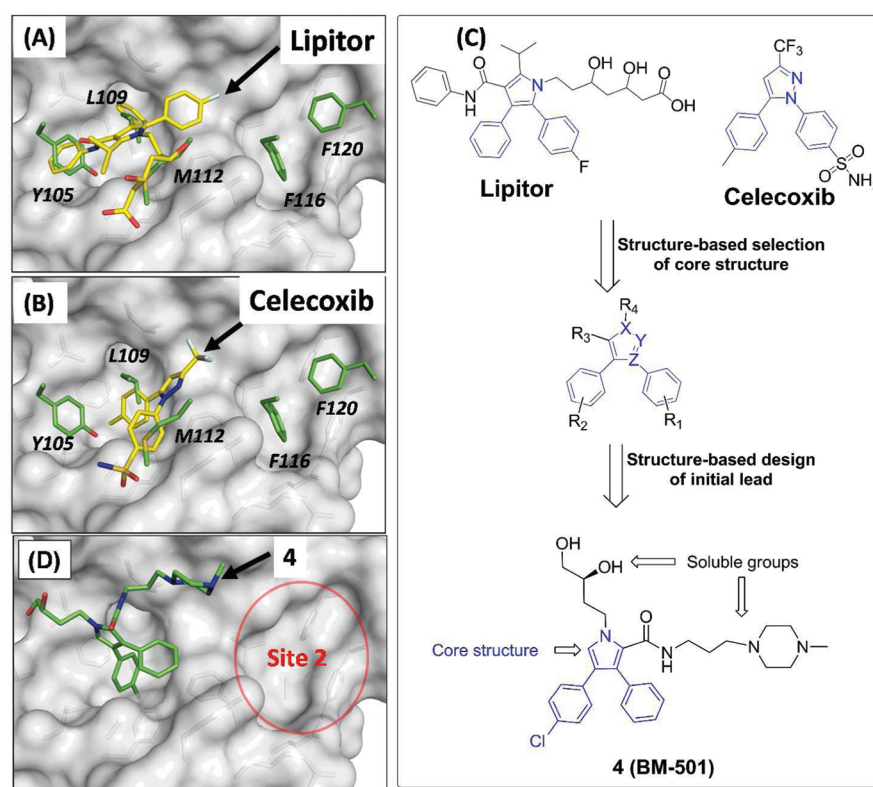 (A)
Lipitor
L109
Y105
M112
F116
F120
(B)
Celecoxib
L109
Y105
M112
F116
F120
(D)
4
Site 2
(C)
O
NH
N
OH OH
O
OH
F
Lipitor
CF3
N
N
O
S
O
NH
Celecoxib
Structure-based selection
of core structure
R4
R3
X
Y
Z
R2
R1
Structure-based design
of initial lead
OH
OH
Soluble groups
N
O
N
H
N
N
Core structure
Cl
4 (BM-501)